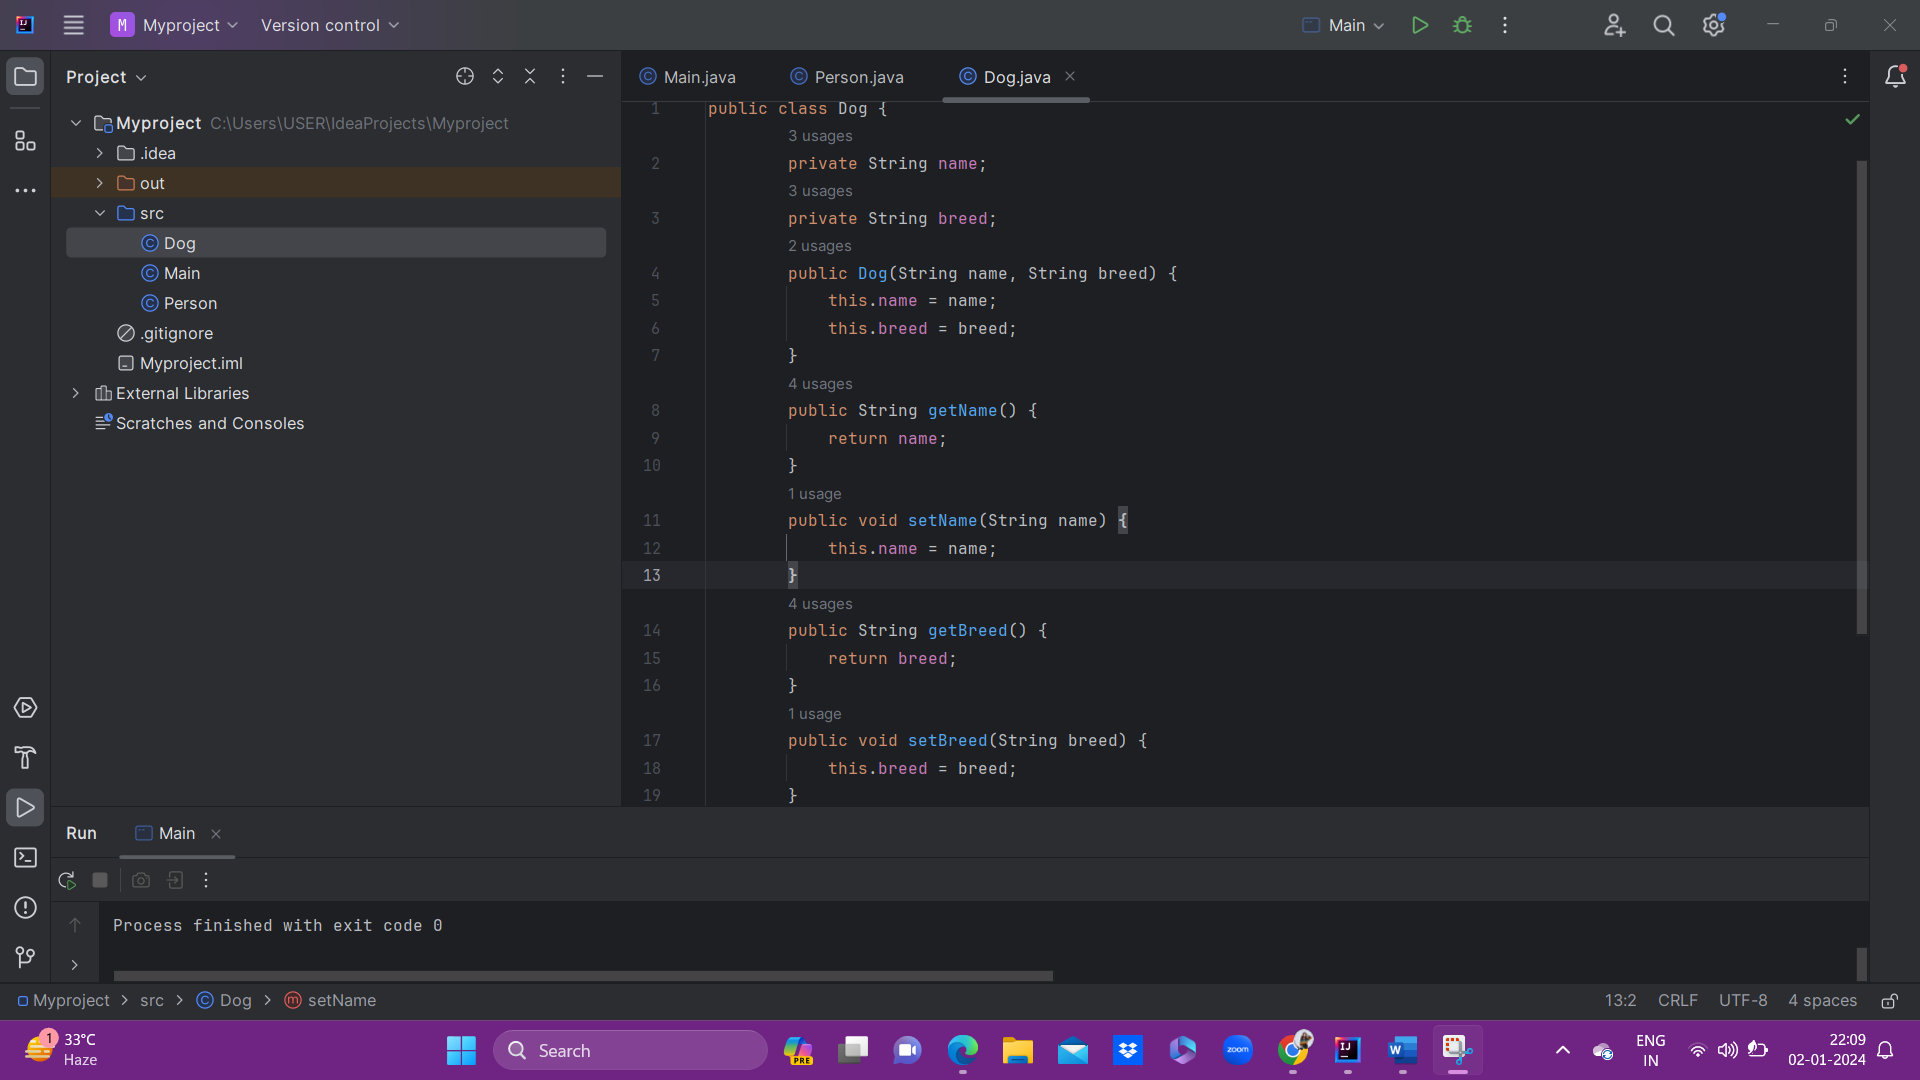 M Myproject Version control Main
Project
Main.java Person.java Dog.java
Myproject C:\Users\USER\IdeaProjects\Myproject
.idea
out
src
Dog
Main
Person
.gitignore
Myproject.iml
External Libraries
Scratches and Consoles
1 public class Dog {
3 usages
2 private String name;
3 usages
3 private String breed;
2 usages
4 public Dog(String name, String breed) {
5 this.name = name;
6 this.breed = breed;
7 }
4 usages
8 public String getName() {
9 return name;
10 }
1 usage
11 public void setName(String name) {
12 this.name = name;
13 }
4 usages
14 public String getBreed() {
15 return breed;
16 }
1 usage
17 public void setBreed(String breed) {
18 this.breed = breed;
19 }
Run Main
Process finished with exit code 0
Myproject > src > Dog > setName 13:2 CRLF UTF-8 4 spaces
1 33°C
Haze
Search
PRE
zoom
IJ
W
ENG
IN
22:09
02-01-2024